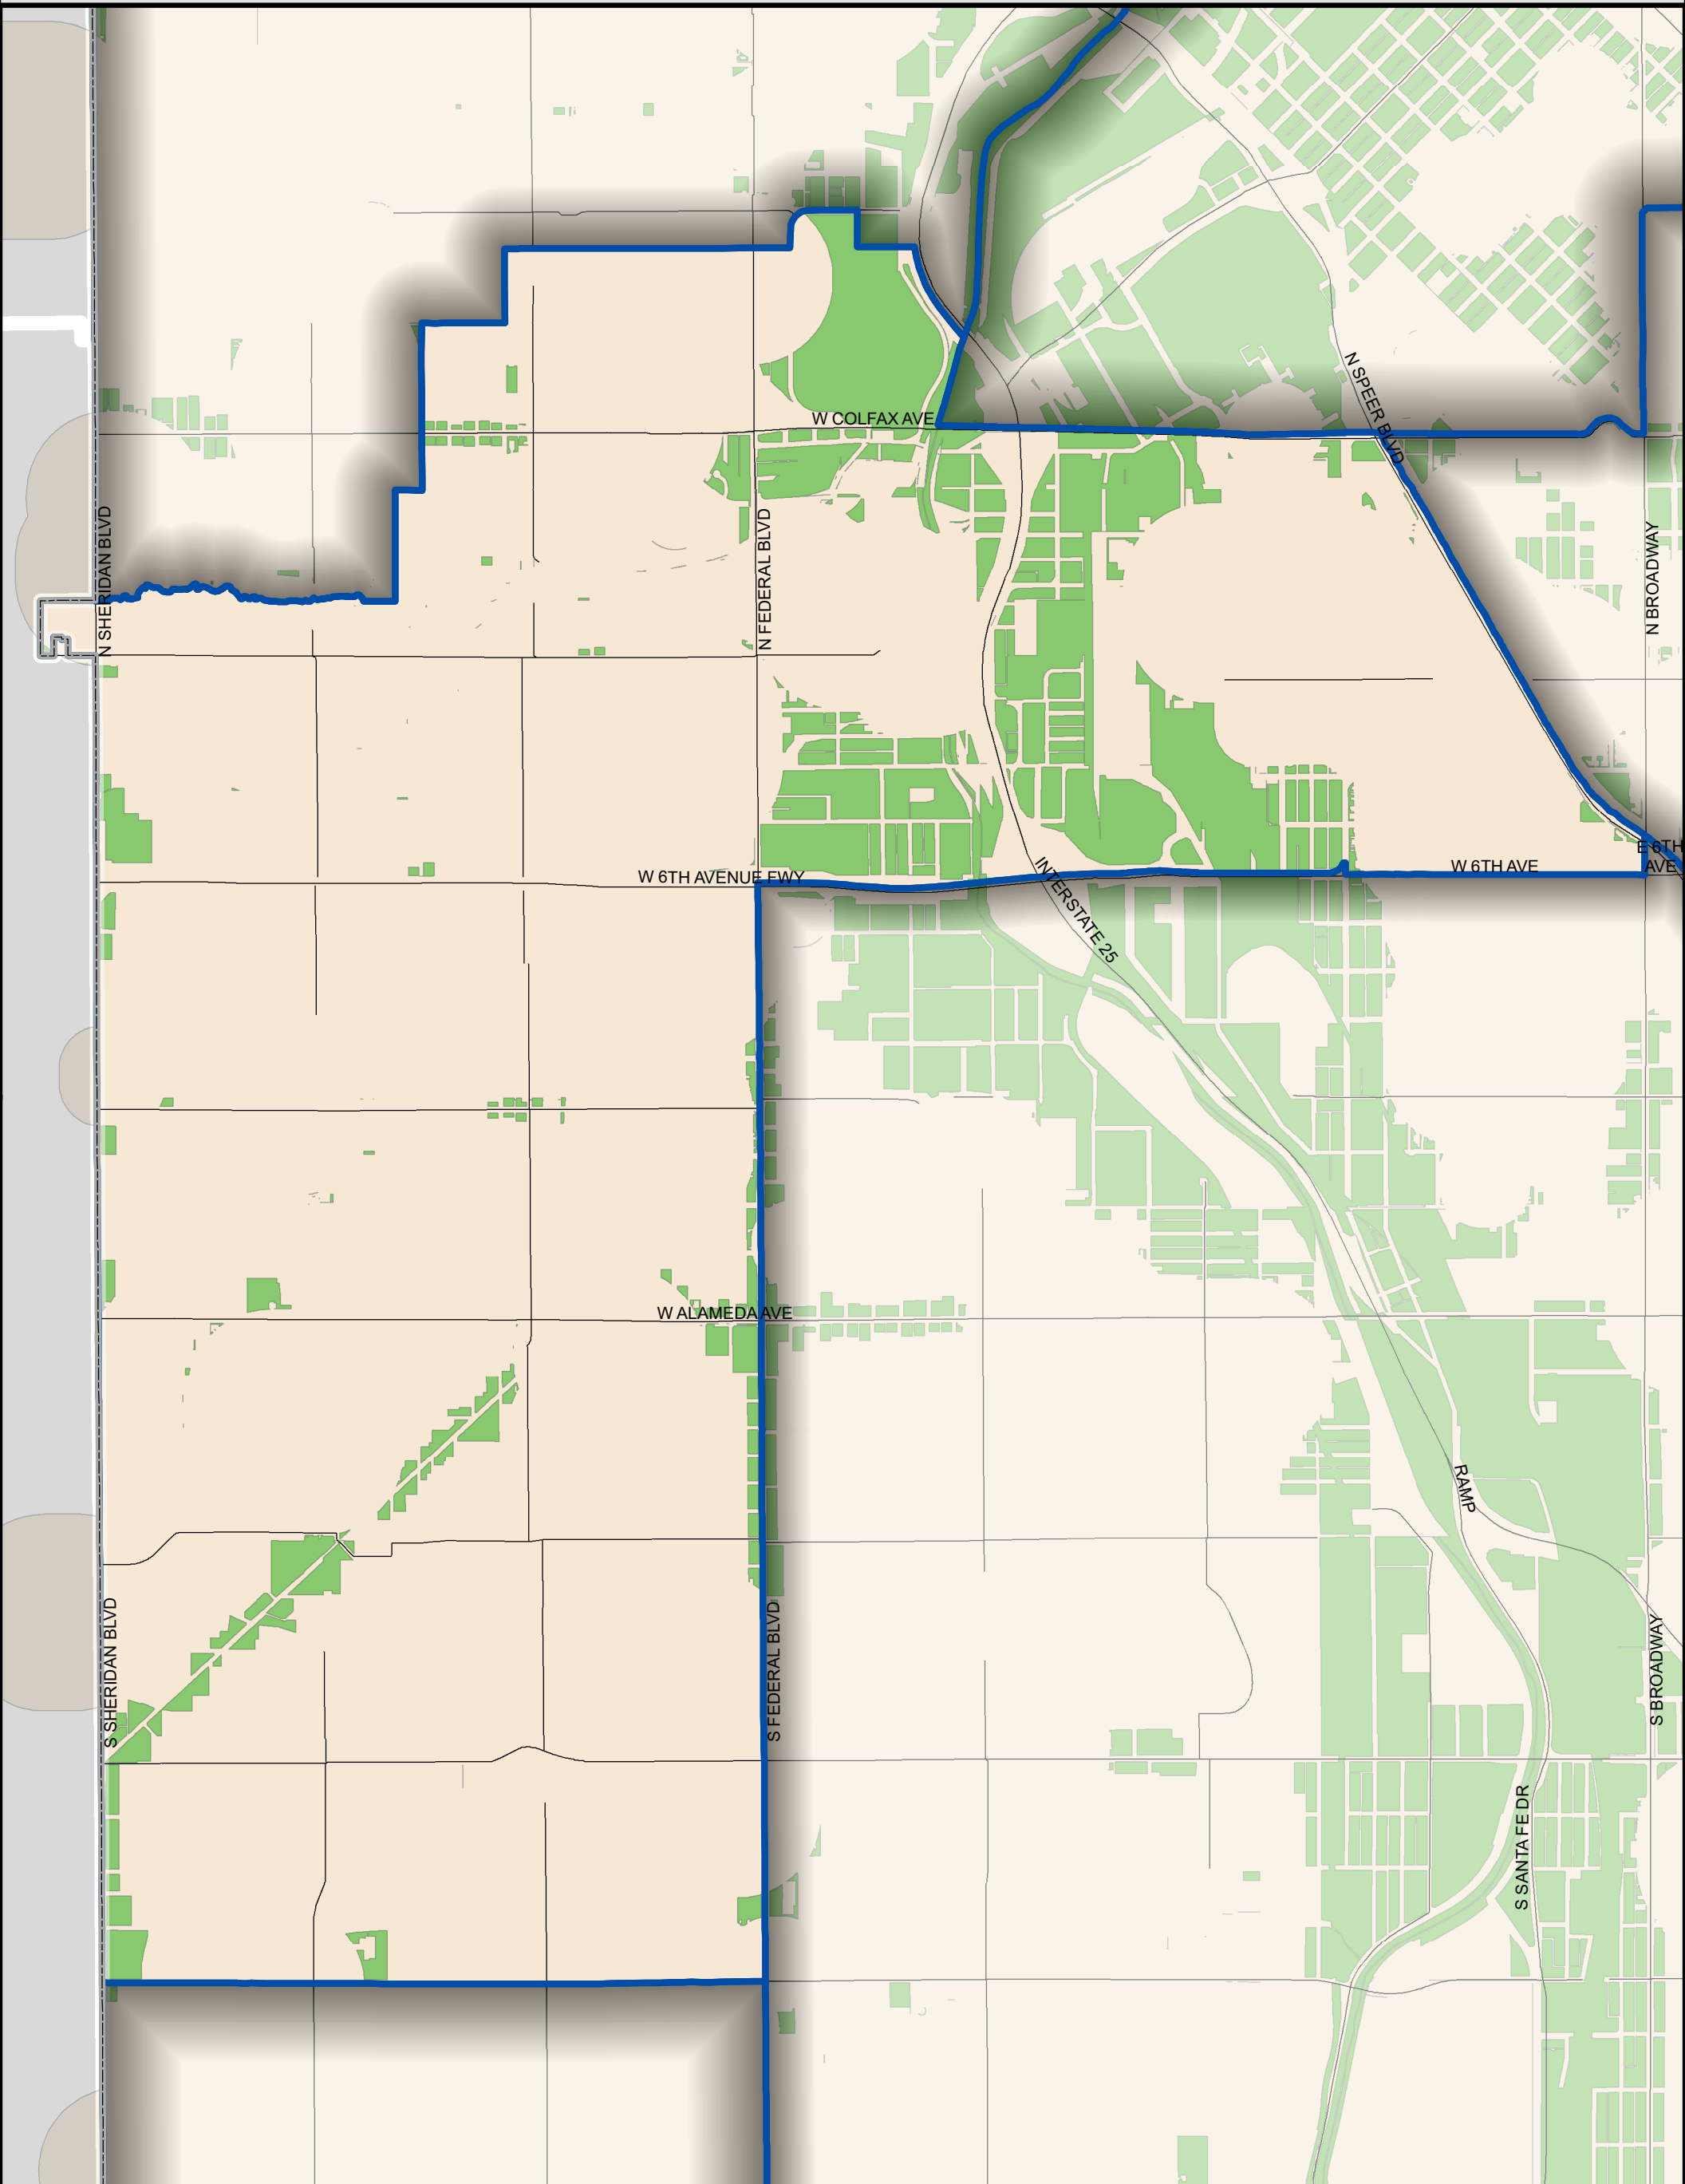 W COLFAX AVE
N SPEER BLVD
N SHERIDAN BLVD
N FEDERAL BLVD
N BROADWAY
E 6TH
AVE
W 6TH AVE
W 6TH AVENUE FWY
INTERSTATE 25
W ALAMEDA AVE
RAMP
S SHERIDAN BLVD
S FEDERAL BLVD
S BROADWAY
S SANTA FE DR